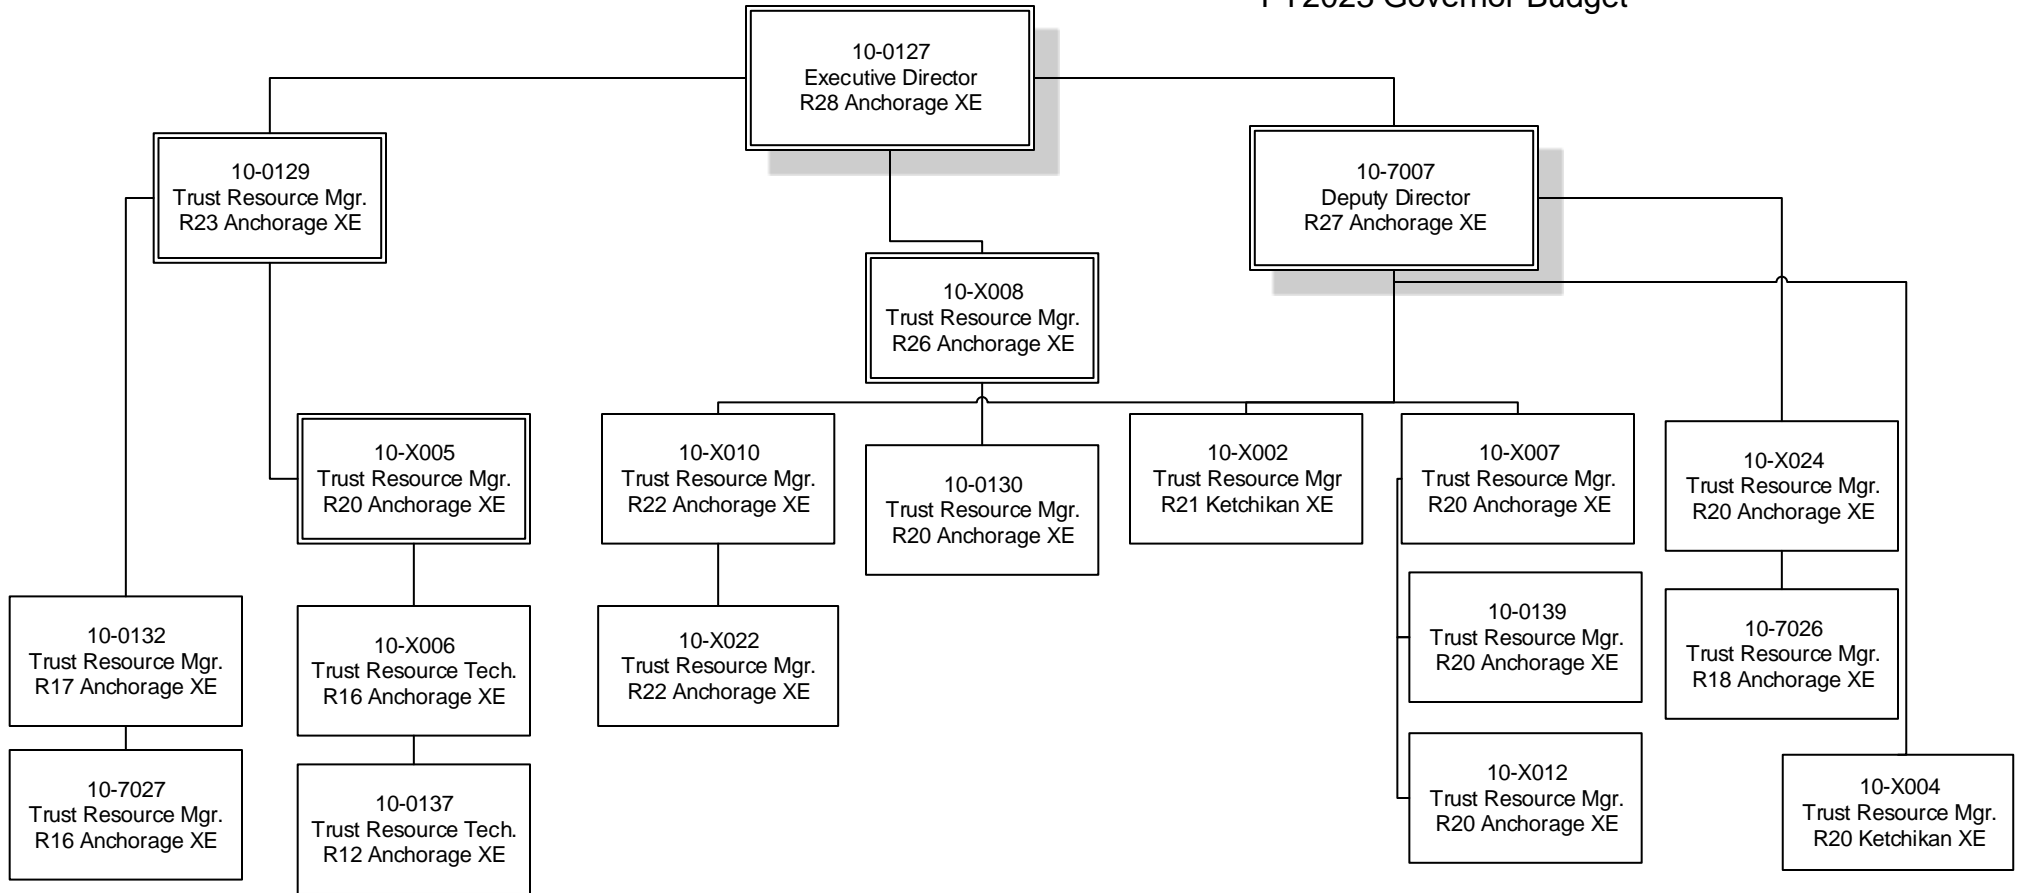 FY2023 Governor Budget
10-0127
Executive Director
R28 Anchorage XE
10-0129
Trust Resource Mgr.
R23 Anchorage XE
10-7007
Deputy Director
R27 Anchorage XE
10-X008
Trust Resource Mgr.
R26 Anchorage XE
10-X005
Trust Resource Mgr.
R20 Anchorage XE
10-X010
Trust Resource Mgr.
R22 Anchorage XE
10-0130
Trust Resource Mgr.
R20 Anchorage XE
10-X002
Trust Resource Mgr
R21 Ketchikan XE
10-X007
Trust Resource Mgr.
R20 Anchorage XE
10-X024
Trust Resource Mgr.
R20 Anchorage XE
10-0132
Trust Resource Mgr.
R17 Anchorage XE
10-X006
Trust Resource Tech.
R16 Anchorage XE
10-X022
Trust Resource Mgr.
R22 Anchorage XE
10-0139
Trust Resource Mgr.
R20 Anchorage XE
10-7026
Trust Resource Mgr.
R18 Anchorage XE
10-7027
Trust Resource Mgr.
R16 Anchorage XE
10-0137
Trust Resource Tech.
R12 Anchorage XE
10-X012
Trust Resource Mgr.
R20 Anchorage XE
10-X004
Trust Resource Mgr.
R20 Ketchikan XE